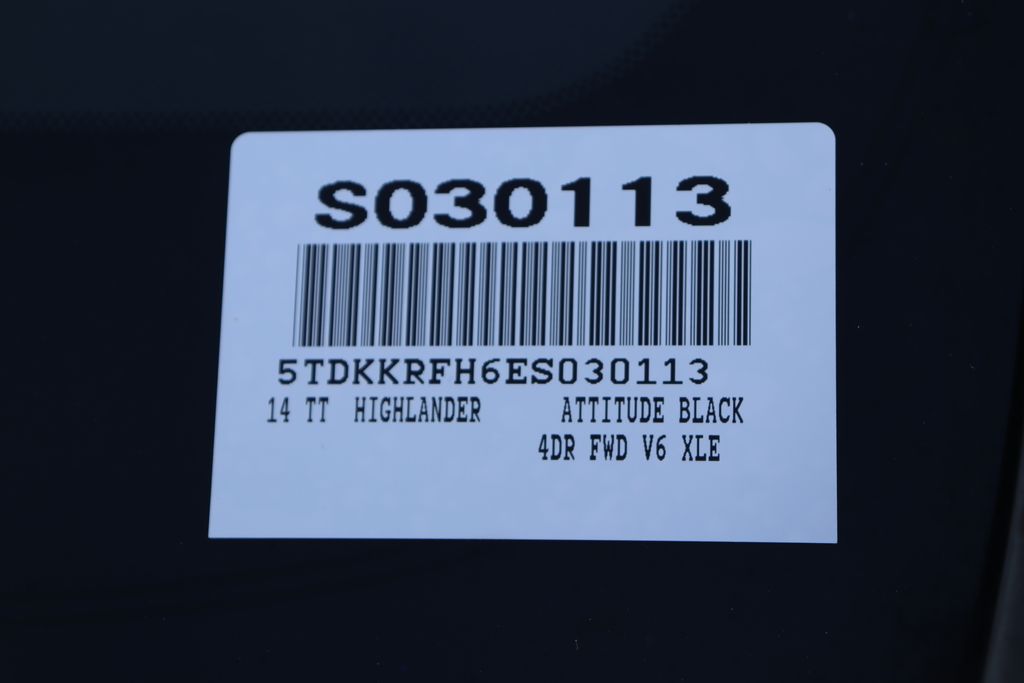 S030113
5TDKKRFH6ES030113
14 TT HIGHLANDER ATTITUDE BLACK
4DR FWD V6 XLE